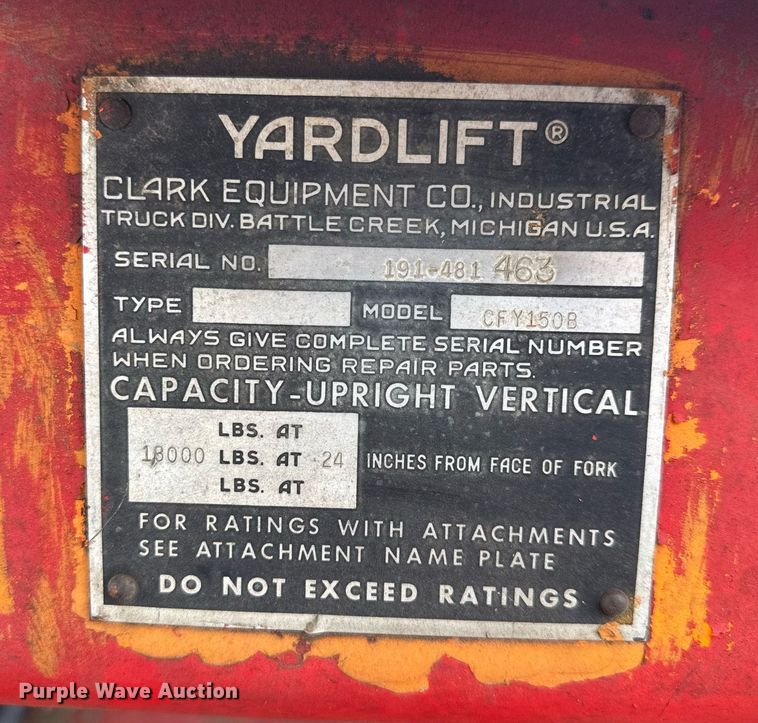 YARDLIFT®
CLARK EQUIPMENT CO., INDUSTRIAL
TRUCK DIV. BATTLE CREEK, MICHIGAN U.S.A.
SERIAL NO. 191-481 463
TYPE MODEL CFY150B
ALWAYS GIVE COMPLETE SERIAL NUMBER
WHEN ORDERING REPAIR PARTS.
CAPACITY-UPRIGHT VERTICAL
LBS. AT
LBS. AT 24 INCHES FROM FACE OF FORK
LBS. AT
FOR RATINGS WITH ATTACHMENTS
SEE ATTACHMENT NAME PLATE
DO NOT EXCEED RATINGS
Purple Wave Auction